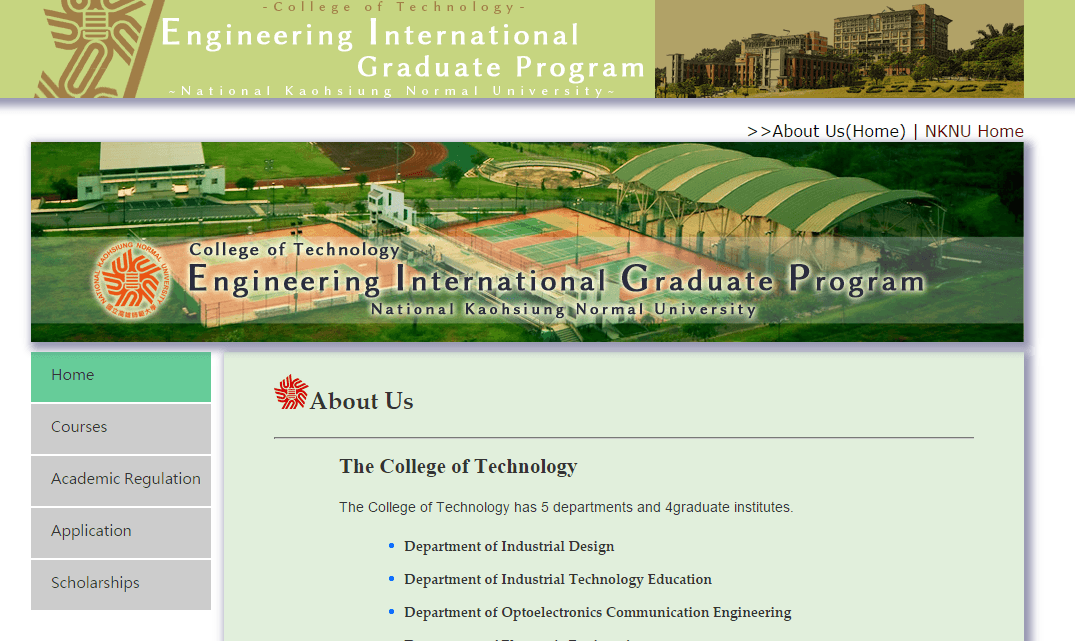 -College of Technology-
Engineering International
Graduate Program
~National Kaohsiung Normal University~
SCIENCE
>>About Us(Home) | NKNU Home
College of Technology
Engineering International Graduate Program
National Kaohsiung Normal University
NATIONAL KAOHSIUNG NORMAL UNIVERSITY
Home
Courses
Academic Regulation
Application
Scholarships
About Us
The College of Technology
The College of Technology has 5 departments and 4graduate institutes.
Department of Industrial Design
Department of Industrial Technology Education
Department of Optoelectronics Communication Engineering